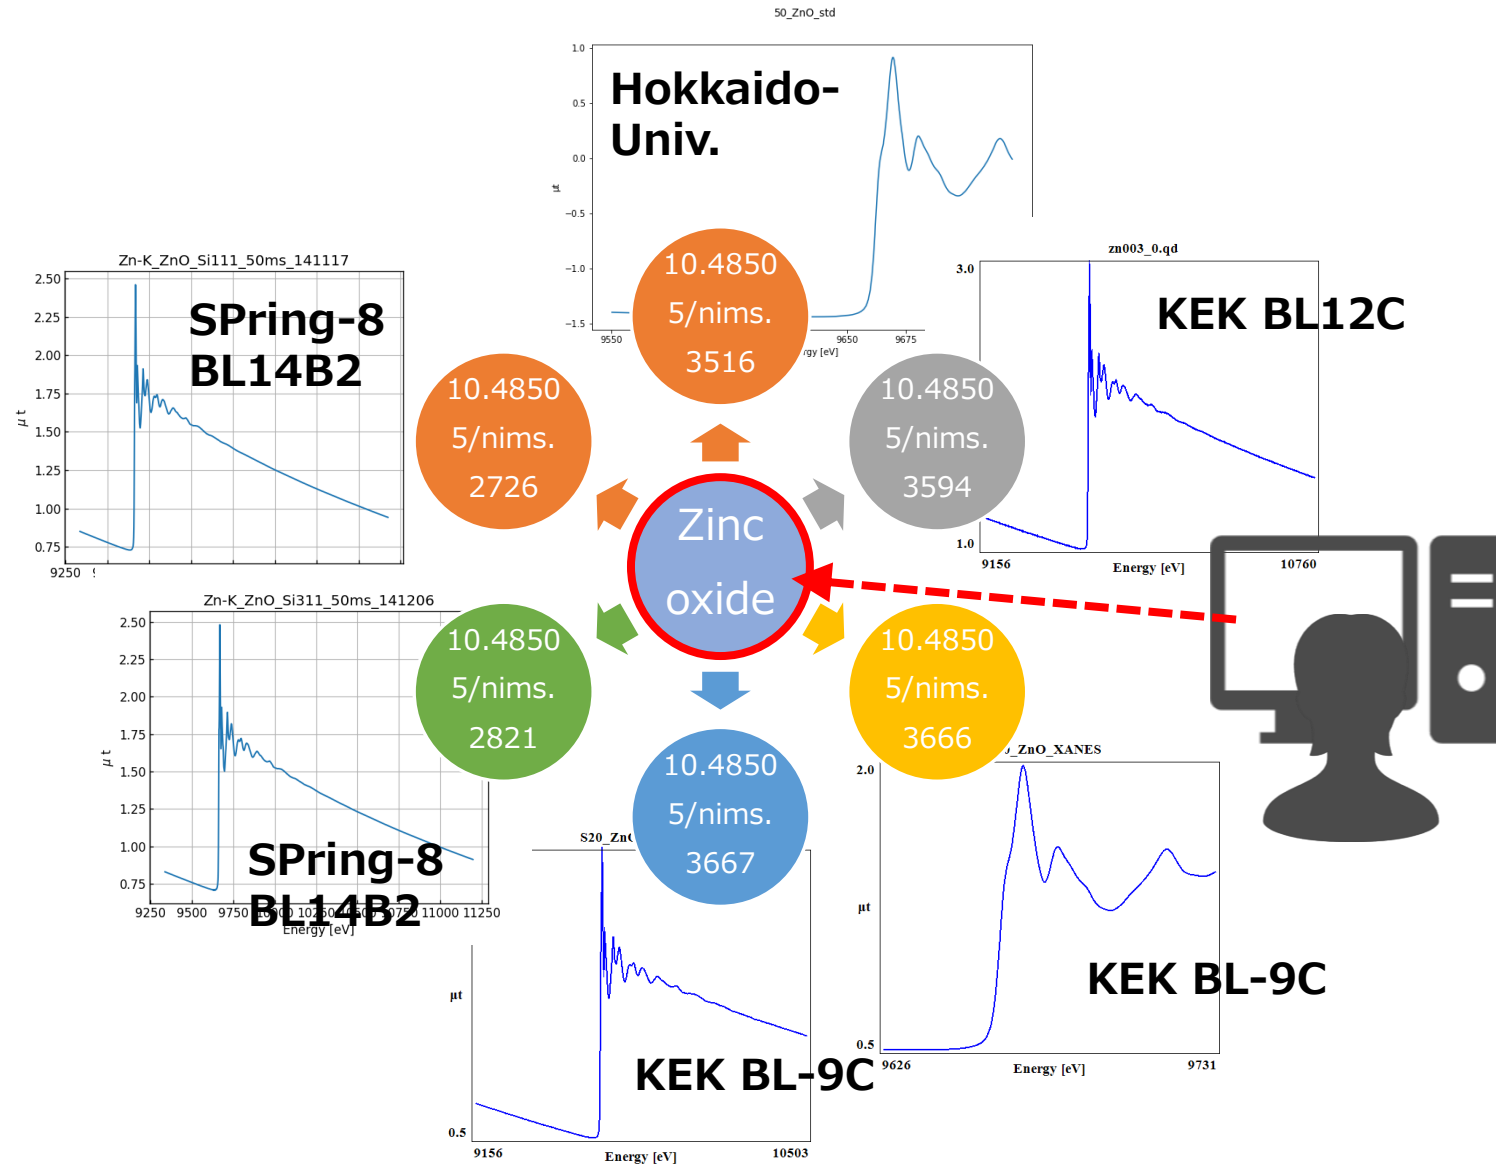 50_ZnO_std
1.0
0.5
0.0
−0.5
−1.0
−1.5
μt
9550
9650
9675
rgy [eV]
Hokkaido-
Univ.
Zn-K_ZnO_Si111_50ms_141117
2.50
2.25
2.00
1.75
1.50
1.25
1.00
0.75
μ t
9250
SPring-8
BL14B2
zn003_0.qd
3.0
1.0
9156
Energy [eV]
10760
KEK BL12C
10.4850
5/nims.
3516
10.4850
5/nims.
2726
10.4850
5/nims.
3594
Zinc
oxide
10.4850
5/nims.
2821
10.4850
5/nims.
3666
10.4850
5/nims.
3667
Zn-K_ZnO_Si311_50ms_141206
2.50
2.25
2.00
1.75
1.50
1.25
1.00
0.75
μ t
9250 9500 9750 10000 10250 10500 10750 11000 11250
Energy [eV]
SPring-8
BL14B2
_ZnO_XANES
2.0
μt
0.5
9626
Energy [eV]
9731
KEK BL-9C
S20_Zn
μt
0.5
9156
Energy [eV]
10503
KEK BL-9C